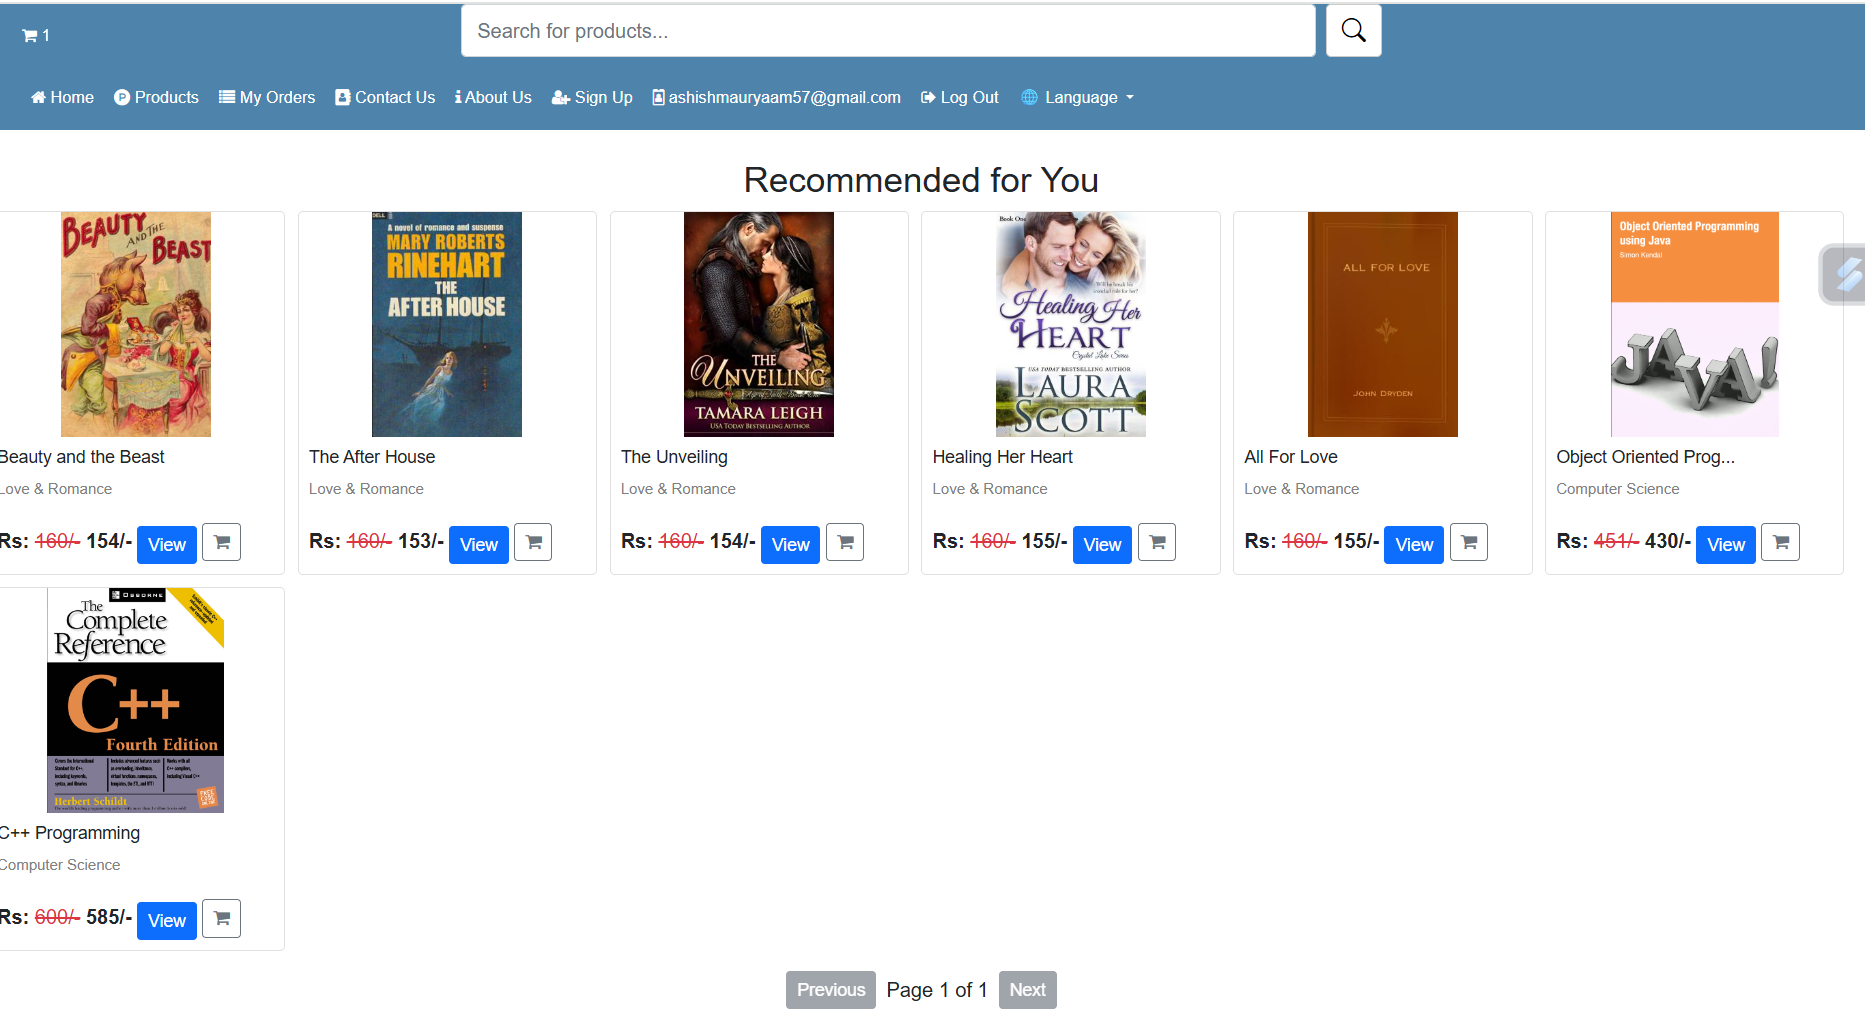 1
Search for products...
Home Products My Orders Contact Us About Us Sign Up ashishmauryaam57@gmail.com Log Out Language
Recommended for You
BEAUTY
AND THE
BEAST
Beauty and the Beast
Love & Romance
Rs: 160/- 154/- View
DELL
A novel of romance and suspense
MARY ROBERTS
RINEHART
THE
AFTER HOUSE
The After House
Love & Romance
Rs: 160/- 153/- View
THE
UNVEILING
TAMARA LEIGH
USA TODAY BESTSELLING AUTHOR
The Unveiling
Love & Romance
Rs: 160/- 154/- View
Book One
Healing Her
HEART
Crystal Lake Series
USA TODAY BESTSELLING AUTHOR
LAURA
SCOTT
Healing Her Heart
Love & Romance
Rs: 160/- 155/- View
ALL FOR LOVE
JOHN DRYDEN
All For Love
Love & Romance
Rs: 160/- 155/- View
Object Oriented Programming
using Java
Simon Kendal
JAVA!
Object Oriented Prog...
Computer Science
Rs: 451/- 430/- View
OSBORNE
The
Complete
Reference
C++
Fourth Edition
Herbert Schildt
C++ Programming
Computer Science
Rs: 600/- 585/- View
Previous Page 1 of 1 Next